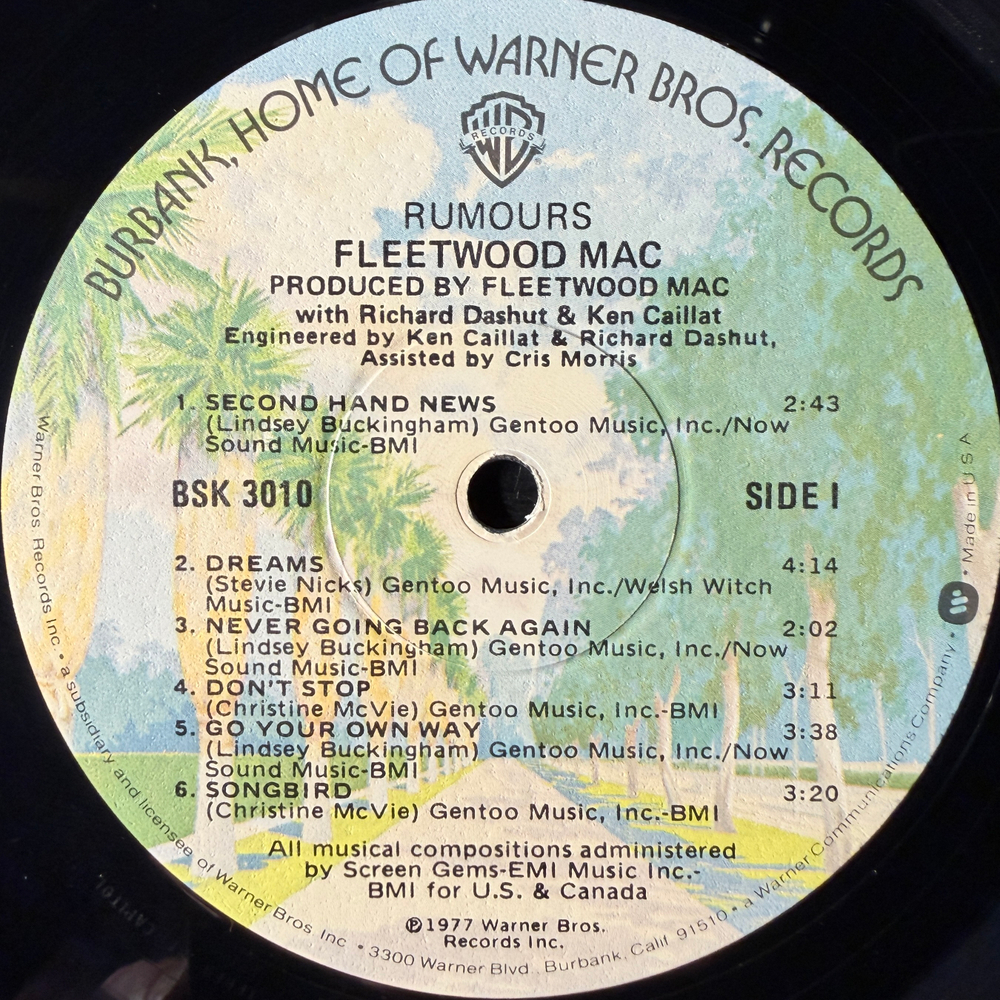 BURBANK, HOME OF WARNER BROS. RECORDS
WB
RECORDS
®
RUMOURS
FLEETWOOD MAC
PRODUCED BY FLEETWOOD MAC
with Richard Dashut & Ken Caillat
Engineered by Ken Caillat & Richard Dashut,
Assisted by Cris Morris
1. SECOND HAND NEWS 2:43
(Lindsey Buckingham) Gentoo Music, Inc./Now
Sound Music-BMI
BSK 3010 SIDE I
2. DREAMS 4:14
(Stevie Nicks) Gentoo Music, Inc./Welsh Witch
Music-BMI
3. NEVER GOING BACK AGAIN 2:02
(Lindsey Buckingham) Gentoo Music, Inc./Now
Sound Music-BMI
4. DON'T STOP 3:11
(Christine McVie) Gentoo Music, Inc.-BMI
5. GO YOUR OWN WAY 3:38
(Lindsey Buckingham) Gentoo Music, Inc./Now
Sound Music-BMI
6. SONGBIRD 3:20
(Christine McVie) Gentoo Music, Inc.-BMI
All musical compositions administered
by Screen Gems-EMI Music Inc.-
BMI for U.S. & Canada
℗1977 Warner Bros.
Records Inc.
Warner Bros. Records Inc. • a subsidiary and licensee of Warner Bros. Inc • 3300 Warner Blvd., Burbank, Calif. 91510 • a Warner Communications Company • Made in U S A
CAPITOL